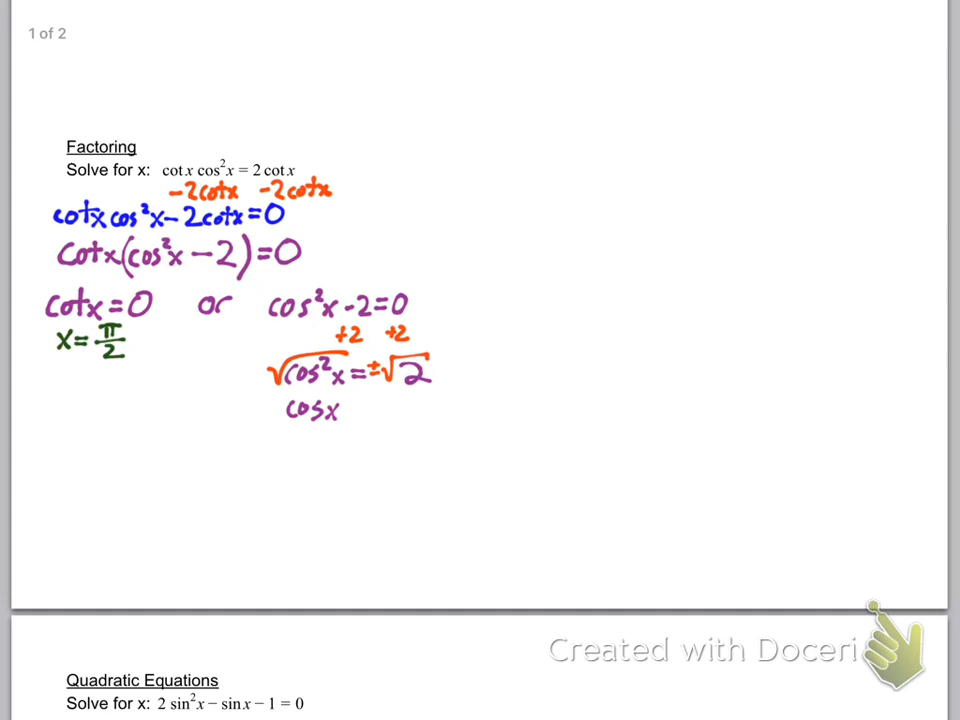 1 of 2
Factoring
Solve for x: cot x cos²x = 2 cot x
-2cotx -2cotx
cotx cos²x - 2cotx = 0
Cotx(cos²x - 2) = 0
cotx = 0 or cos²x - 2 = 0
x = π/2 +2 +2
√cos²x = ±√2
cosx
Created with Doceri
Quadratic Equations
Solve for x: 2 sin²x − sin x − 1 = 0